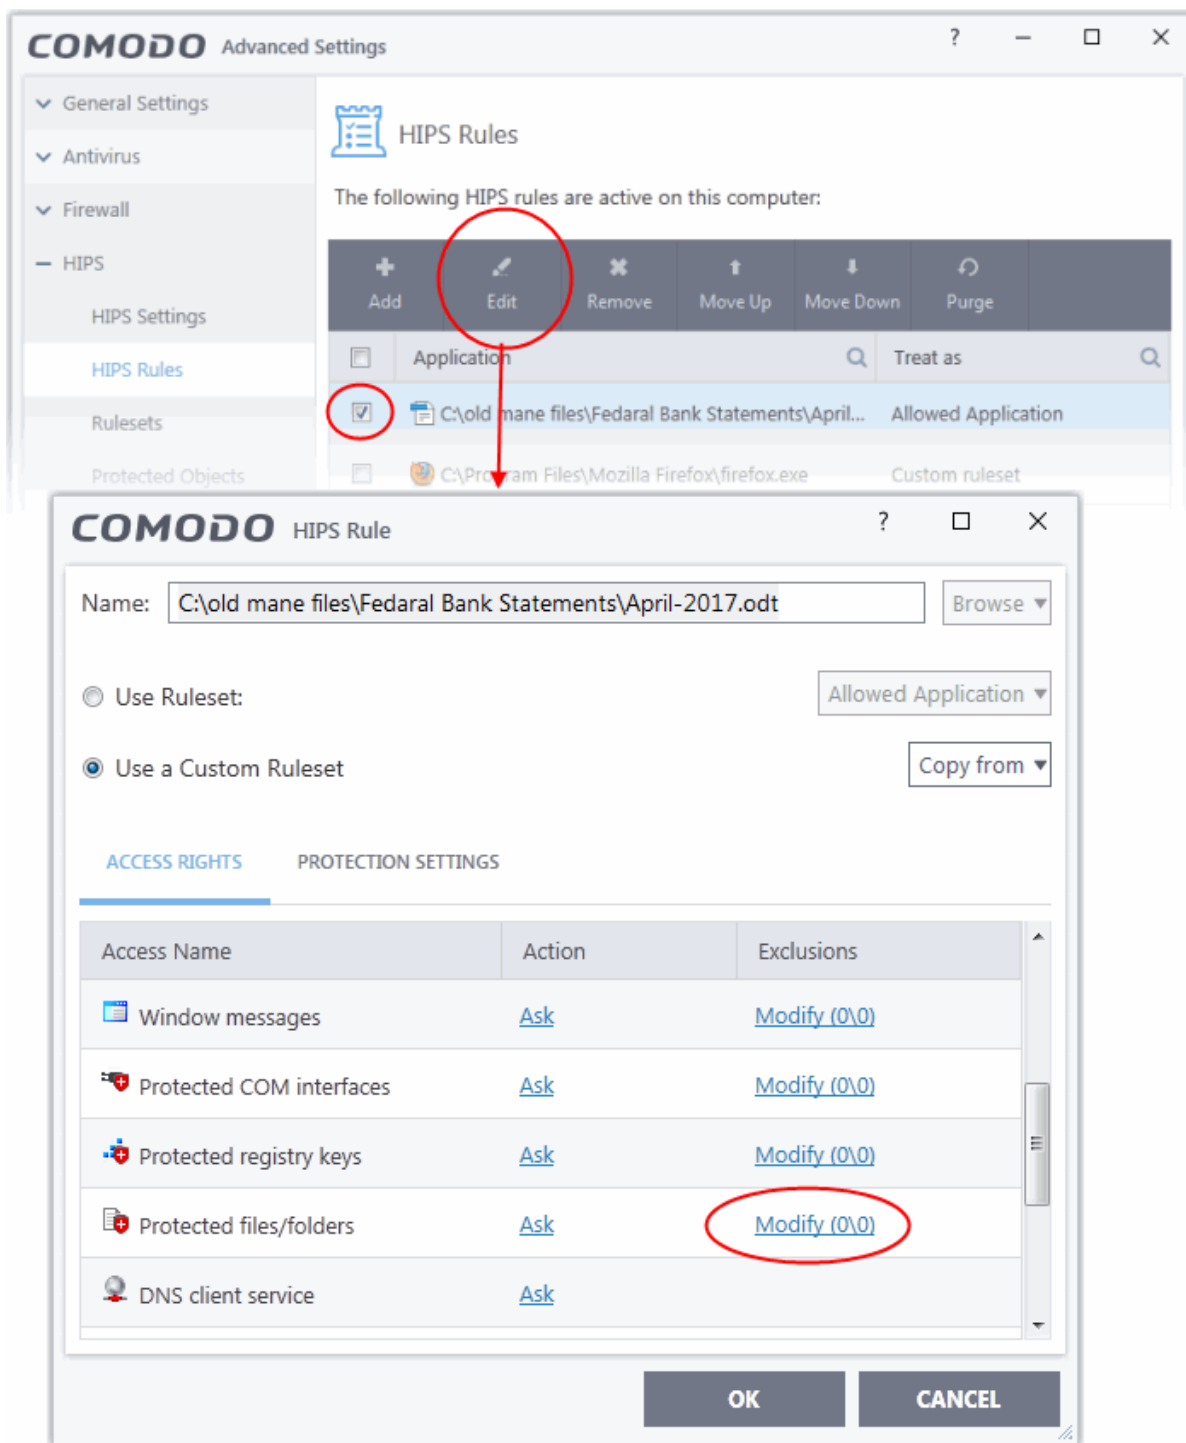 COMODO Advanced Settings ?
General Settings
Antivirus
Firewall
HIPS
HIPS Settings
HIPS Rules
Rulesets
Protected Objects
HIPS Rules
The following HIPS rules are active on this computer:
Add Edit Remove Move Up Move Down Purge
Application Treat as
C:\old mane files\Fedaral Bank Statements\April... Allowed Application
C:\Program Files\Mozilla Firefox\firefox.exe Custom ruleset
COMODO HIPS Rule ?
Name: C:\old mane files\Fedaral Bank Statements\April-2017.odt Browse
Use Ruleset: Allowed Application
Use a Custom Ruleset Copy from
ACCESS RIGHTS PROTECTION SETTINGS
Access Name Action Exclusions
Window messages Ask Modify (0\0)
Protected COM interfaces Ask Modify (0\0)
Protected registry keys Ask Modify (0\0)
Protected files/folders Ask Modify (0\0)
DNS client service Ask
OK CANCEL